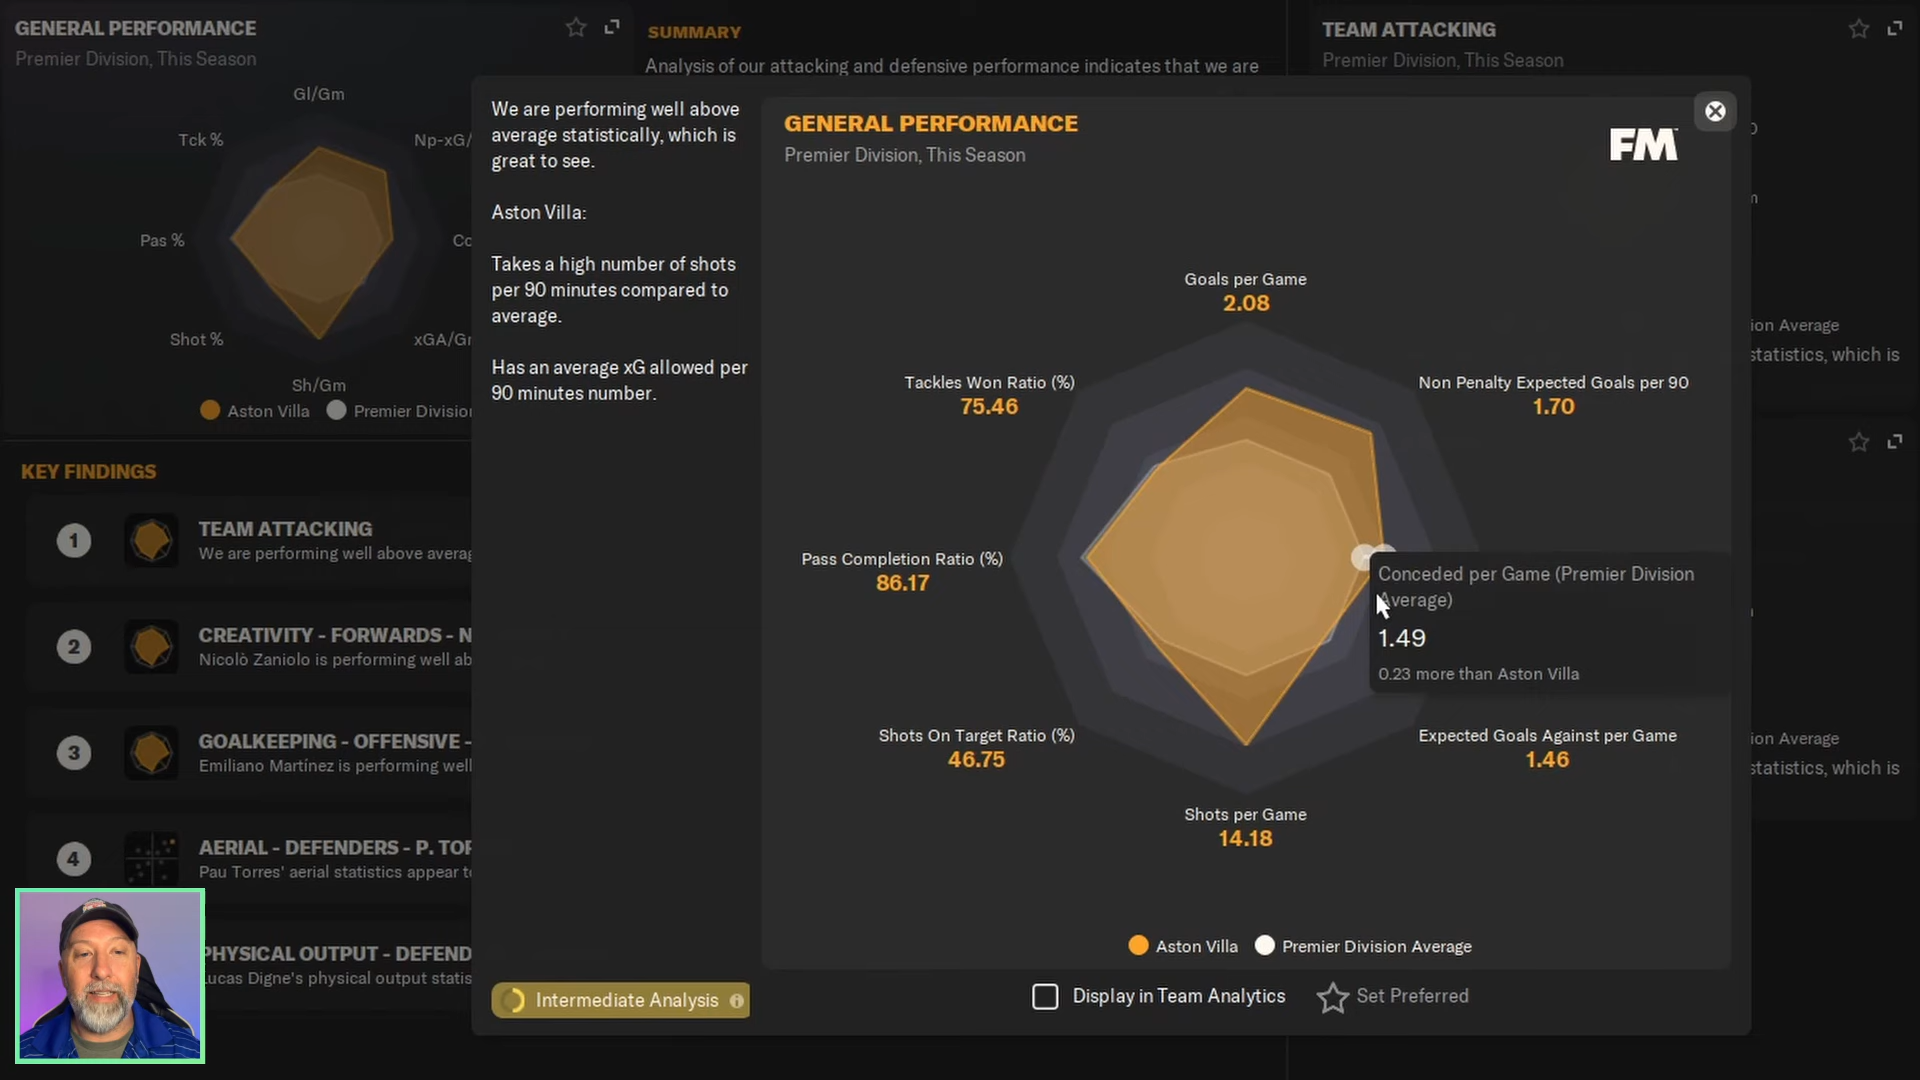 GENERAL PERFORMANCE
Premier Division, This Season
Gl/Gm
Tck %
Np-xG/
Pas %
Co
Shot %
xGA/Gr
Sh/Gm
Aston Villa
Premier Division
SUMMARY
Analysis of our attacking and defensive performance indicates that we are
TEAM ATTACKING
Premier Division, This Season
ion Average
statistics, which is
ion Average
statistics, which is
KEY FINDINGS
1
TEAM ATTACKING
We are performing well above averag
2
CREATIVITY - FORWARDS - N
Nicolò Zaniolo is performing well ab
3
GOALKEEPING - OFFENSIVE -
Emiliano Martínez is performing well
4
AERIAL - DEFENDERS - P. TOR
Pau Torres' aerial statistics appear to
PHYSICAL OUTPUT - DEFEND
Lucas Digne's physical output statis
We are performing well above
average statistically, which is
great to see.
Aston Villa:
Takes a high number of shots
per 90 minutes compared to
average.
Has an average xG allowed per
90 minutes number.
Intermediate Analysis
GENERAL PERFORMANCE
Premier Division, This Season
FM
Goals per Game
2.08
Tackles Won Ratio (%)
75.46
Non Penalty Expected Goals per 90
1.70
Pass Completion Ratio (%)
86.17
Conceded per Game (Premier Division
Average)
1.49
0.23 more than Aston Villa
Shots On Target Ratio (%)
46.75
Expected Goals Against per Game
1.46
Shots per Game
14.18
Aston Villa
Premier Division Average
Display in Team Analytics
Set Preferred